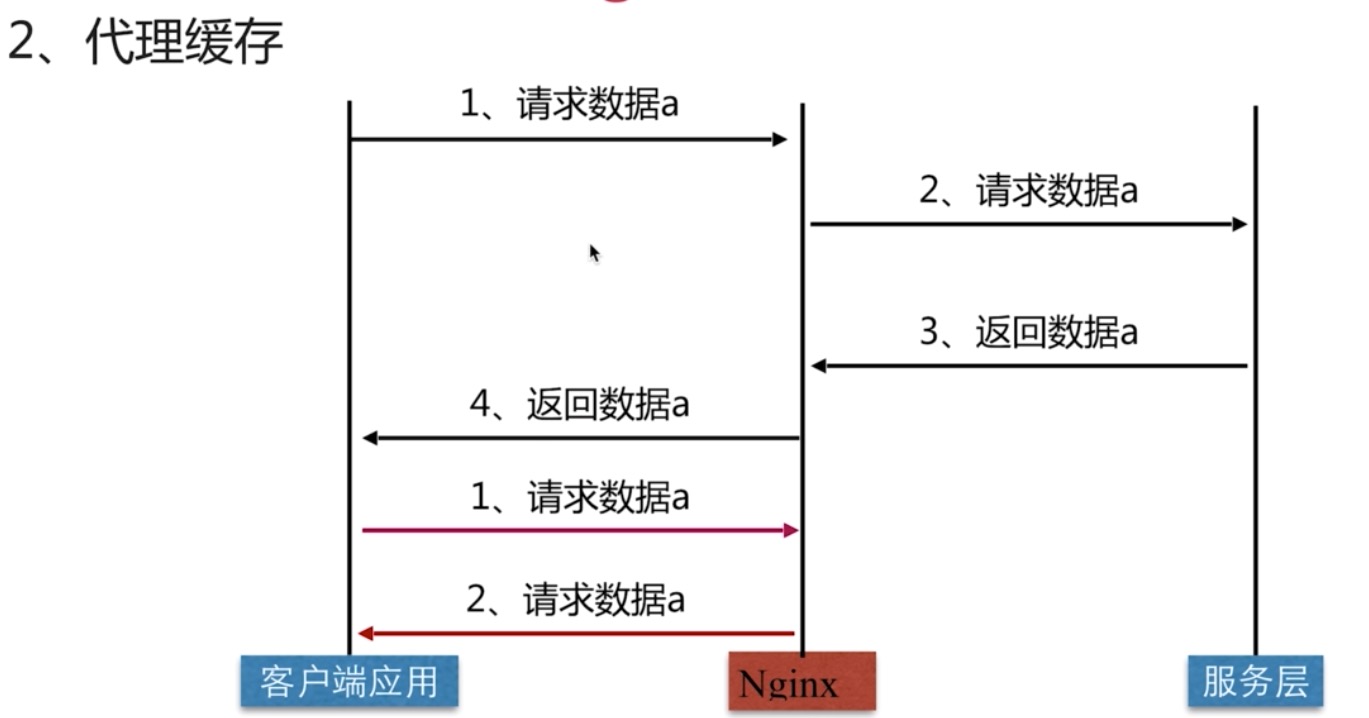 2、代理缓存
1、请求数据a
2、请求数据a
3、返回数据a
4、返回数据a
1、请求数据a
2、请求数据a
客户端应用
Nginx
服务层